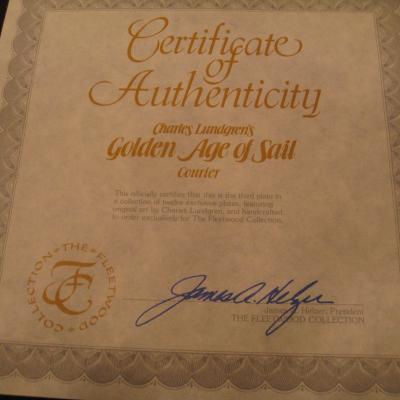 Certificate
of
Authenticity
Charles Lundgren's
Golden Age of Sail
Courier
This officially certifies that this is the third plate in
a collection of twelve exclusive plates, featuring
original art by Charles Lundgren, and handcrafted
to order exclusively for The Fleetwood Collection.
THE FLEETWOOD COLLECTION
James A. Helzer
James A. Helzer, President
THE FLEETWOOD COLLECTION